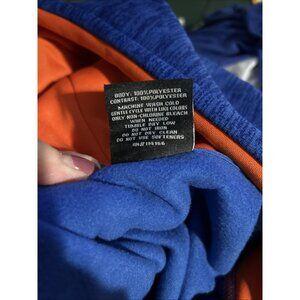 BODY: 100%POLYESTER
CONTRAST: 100%POLYESTER
MACHINE WASH COLD
GENTLE CYCLE WITH LIKE COLORS
ONLY NON-CHLORINE BLEACH
WHEN NEEDED
TUMBLE DRY LOW
DO NOT IRON
DO NOT DRY CLEAN
DO NOT USE SOFTENERS